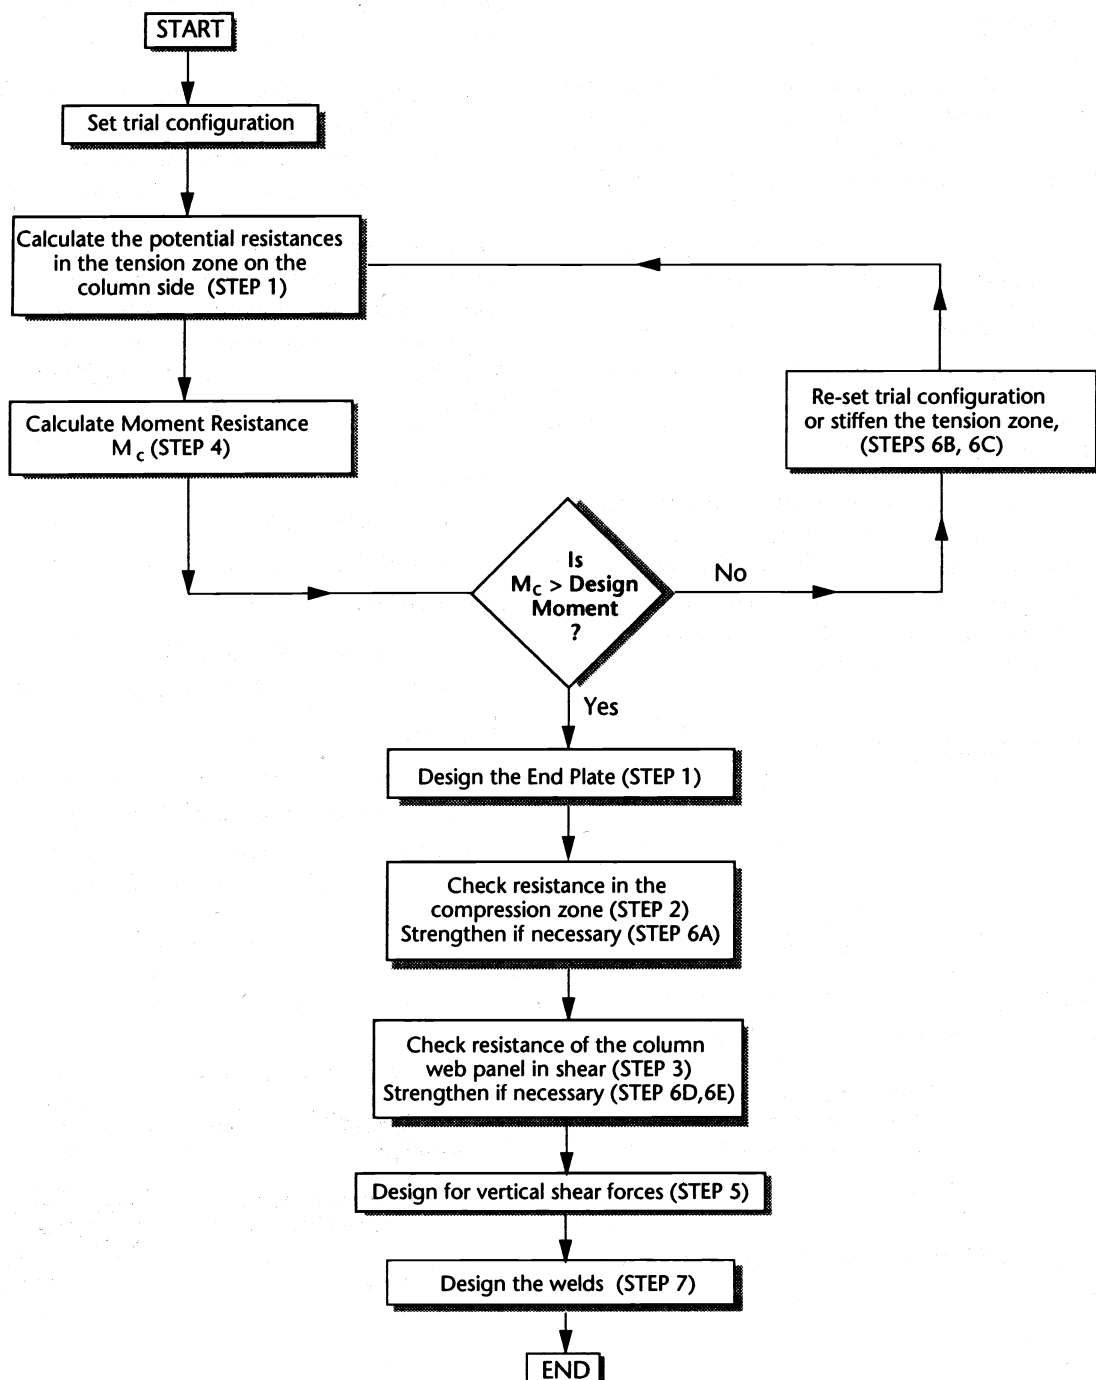 START
Set trial configuration
Calculate the potential resistances
in the tension zone on the
column side (STEP 1)
Calculate Moment Resistance
M c (STEP 4)
Re-set trial configuration
or stiffen the tension zone,
(STEPS 6B, 6C)
Is
Mc > Design
Moment
?
No
Yes
Design the End Plate (STEP 1)
Check resistance in the
compression zone (STEP 2)
Strengthen if necessary (STEP 6A)
Check resistance of the column
web panel in shear (STEP 3)
Strengthen if necessary (STEP 6D,6E)
Design for vertical shear forces (STEP 5)
Design the welds (STEP 7)
END